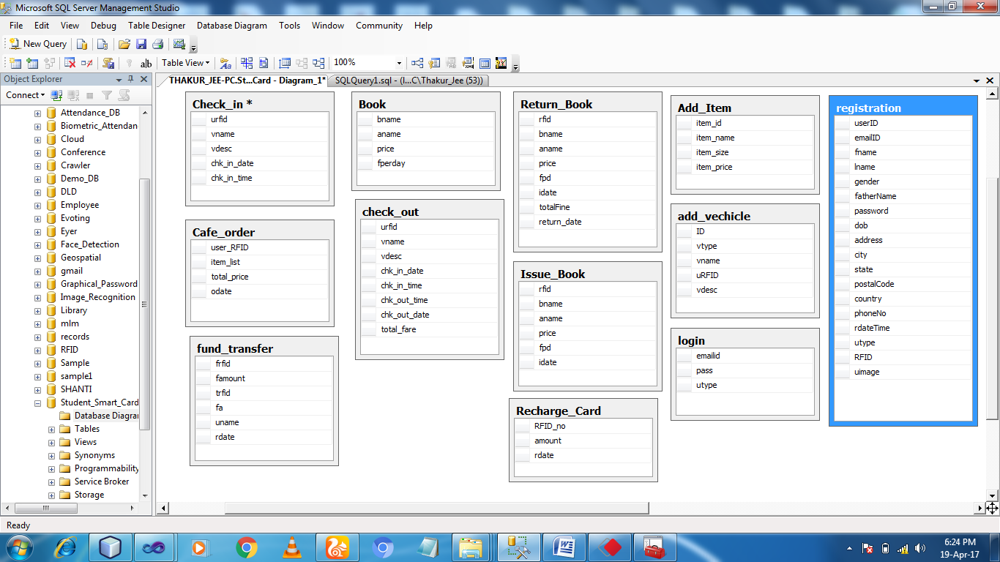 Microsoft SQL Server Management Studio
File Edit View Debug Table Designer Database Diagram Tools Window Community Help
New Query
Table View 100%
Object Explorer
THAKUR_JEE-PC.St...Card - Diagram_1*
SQLQuery1.sql - (l...C\Thakur_Jee (53))
Connect
Attendance_DB
Biometric_Attendan
Cloud
Conference
Crawler
Demo_DB
DLD
Employee
Evoting
Eyer
Face_Detection
Geospatial
gmail
Graphical_Password
Image_Recognition
Library
mlm
records
RFID
Sample
sample1
SHANTI
Student_Smart_Card
Database Diagra
Tables
Views
Synonyms
Programmability
Service Broker
Storage
Check_in *
urfid
vname
vdesc
chk_in_date
chk_in_time
Cafe_order
user_RFID
item_list
total_price
odate
fund_transfer
frfid
famount
trfid
fa
uname
rdate
Book
bname
aname
price
fperday
check_out
urfid
vname
vdesc
chk_in_date
chk_in_time
chk_out_time
chk_out_date
total_fare
Return_Book
rfid
bname
aname
price
fpd
idate
totalFine
return_date
Issue_Book
rfid
bname
aname
price
fpd
idate
Recharge_Card
RFID_no
amount
rdate
Add_Item
item_id
item_name
item_size
item_price
add_vechicle
ID
vtype
vname
uRFID
vdesc
login
emailid
pass
utype
registration
userID
emailID
fname
lname
gender
fatherName
password
dob
address
city
state
postalCode
country
phoneNo
rdateTime
utype
RFID
uimage
Ready
6:24 PM
19-Apr-17